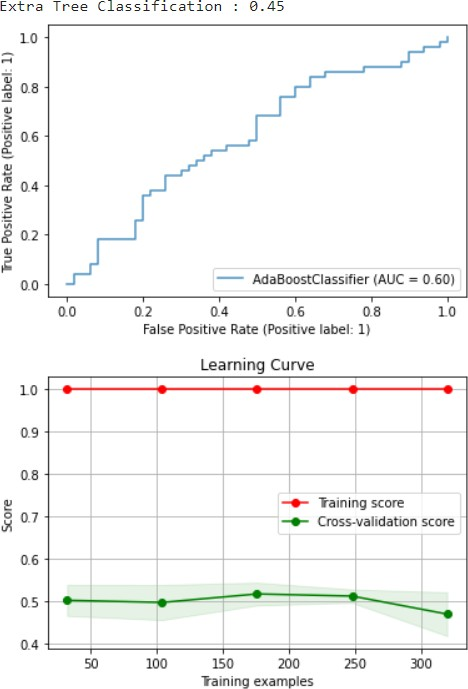 Extra Tree Classification : 0.45
1.0
0.8
0.6
0.4
0.2
0.0
True Positive Rate (Positive label: 1)
AdaBoostClassifier (AUC = 0.60)
0.0 0.2 0.4 0.6 0.8 1.0
False Positive Rate (Positive label: 1)
Learning Curve
1.0
0.9
0.8
0.7
0.6
0.5
0.4
Score
Training score
Cross-validation score
50 100 150 200 250 300
Training examples